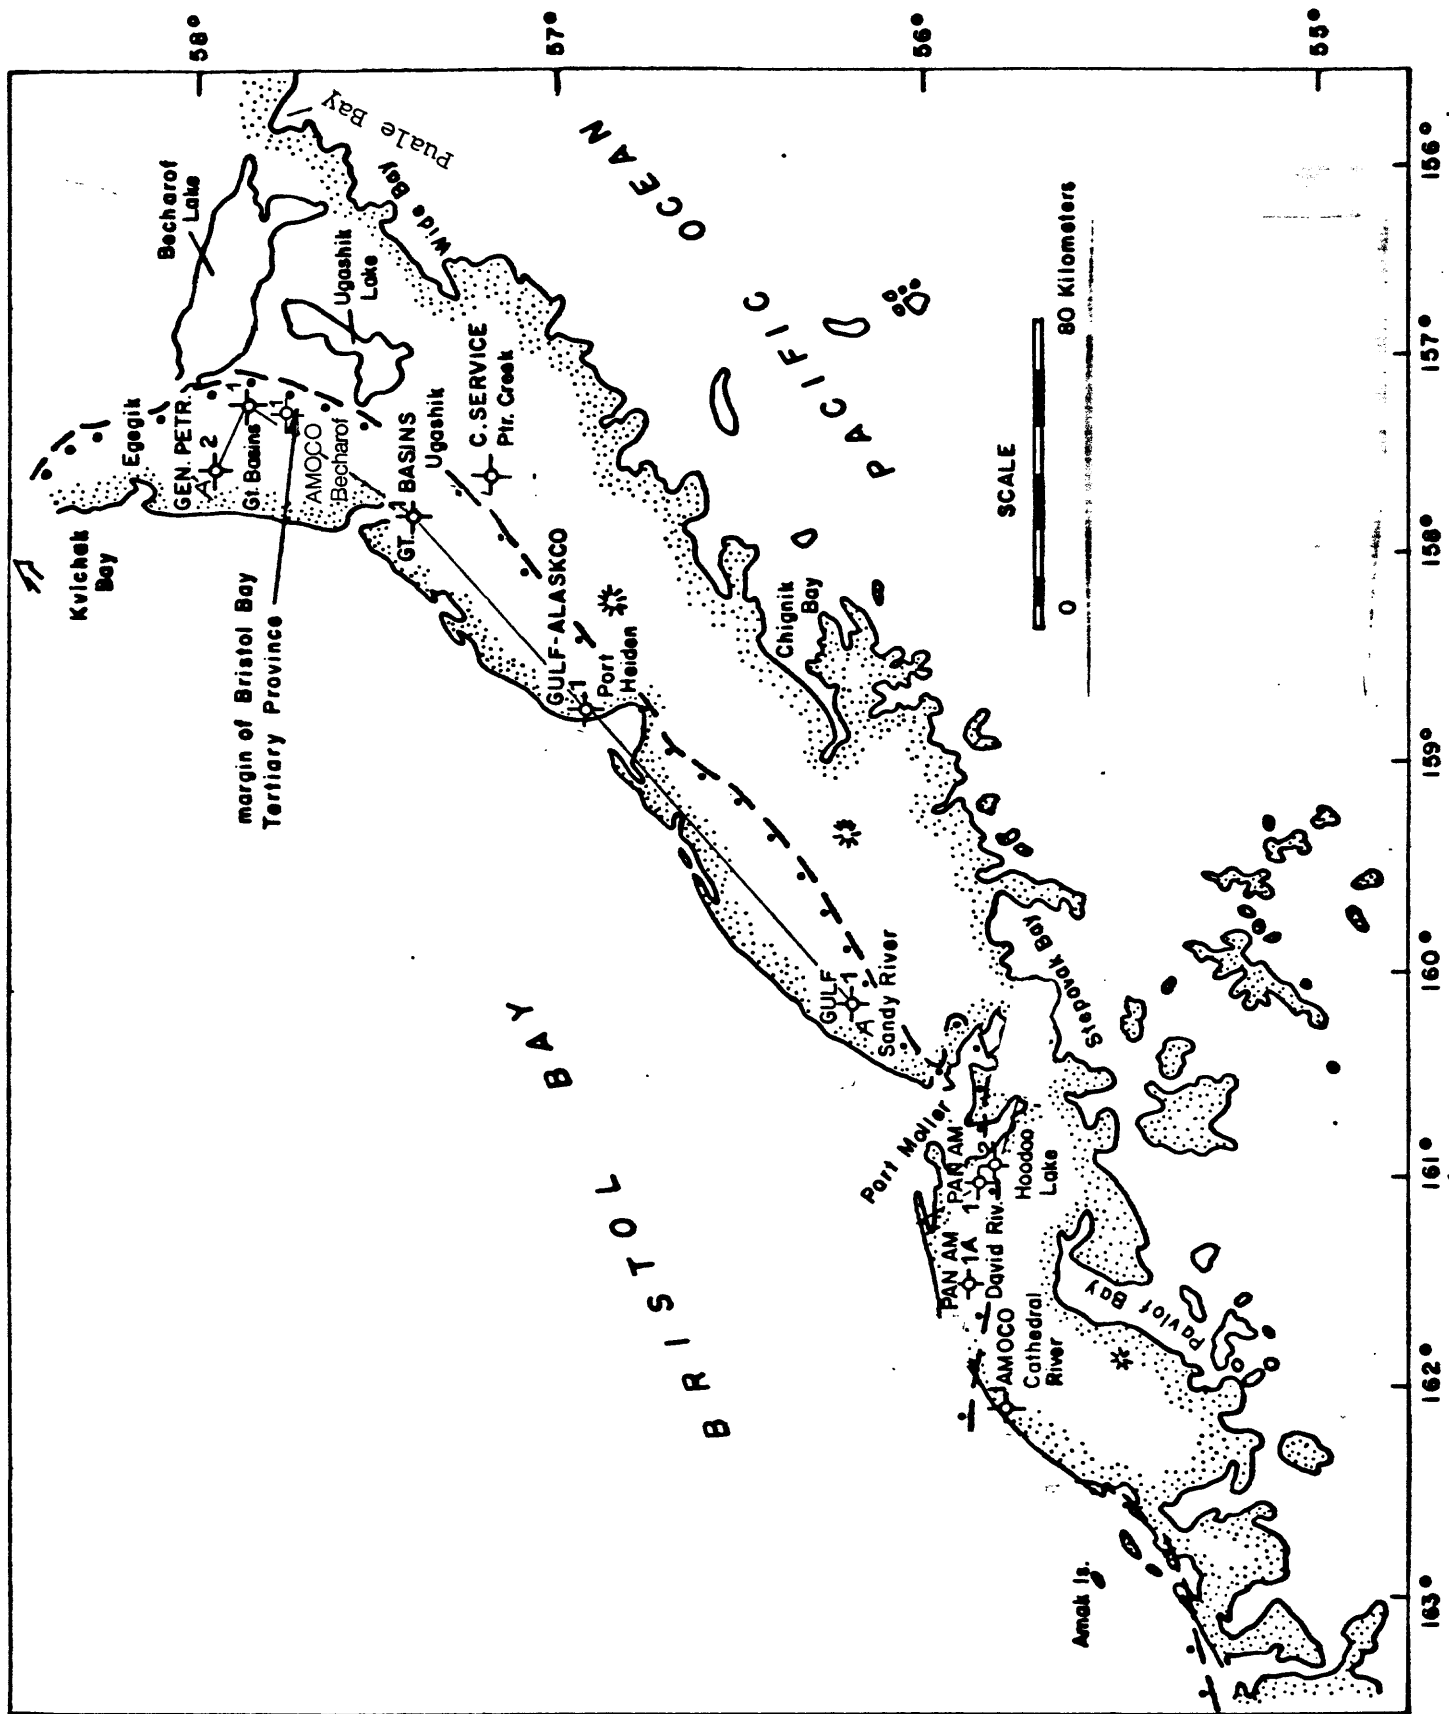 58°
57°
56°
55°
Puale Bay
Becharof
Lake
Wide Bay
Ugashik
Lake
PACIFIC OCEAN
Egegik
GEN. PETR.
A 2
1
Gt. Basins
1
AMOCO
Becharof
Kvichak
Bay
margin of Bristol Bay
Tertiary Province
GT. BASINS
2
Ugashik
C. SERVICE
Ptr. Creek
GULF-ALASKCO
1
Port
Heiden
Chignik
Bay
SCALE
0 80 Kilometers
GULF
A 1
Sandy River
Stepovak Bay
BRISTOL BAY
Port Moller
PAN AM
2
1
Hoodoo
Lake
PAN AM
1A
David Riv.
AMOCO
1
Cathedral
River
Pavlof Bay
Amak Is.
156°
157°
158°
159°
160°
161°
162°
163°